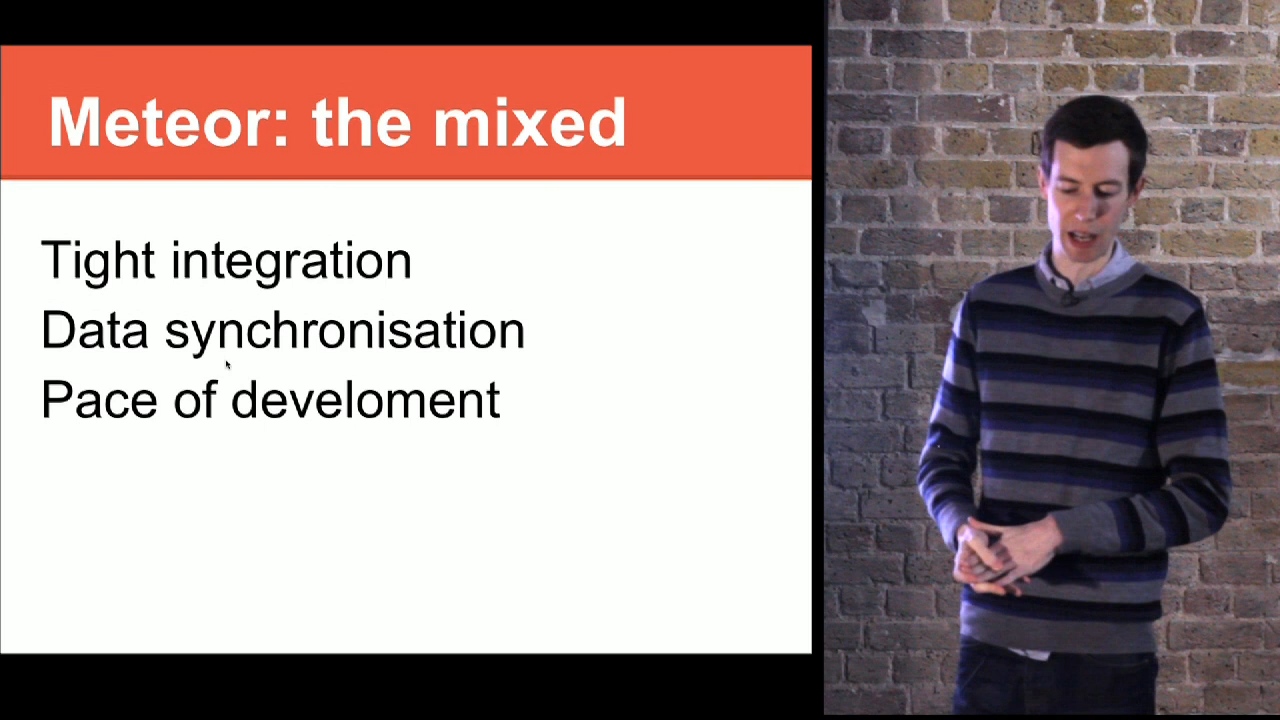 Meteor: the mixed
Tight integration
Data synchronisation
Pace of develoment